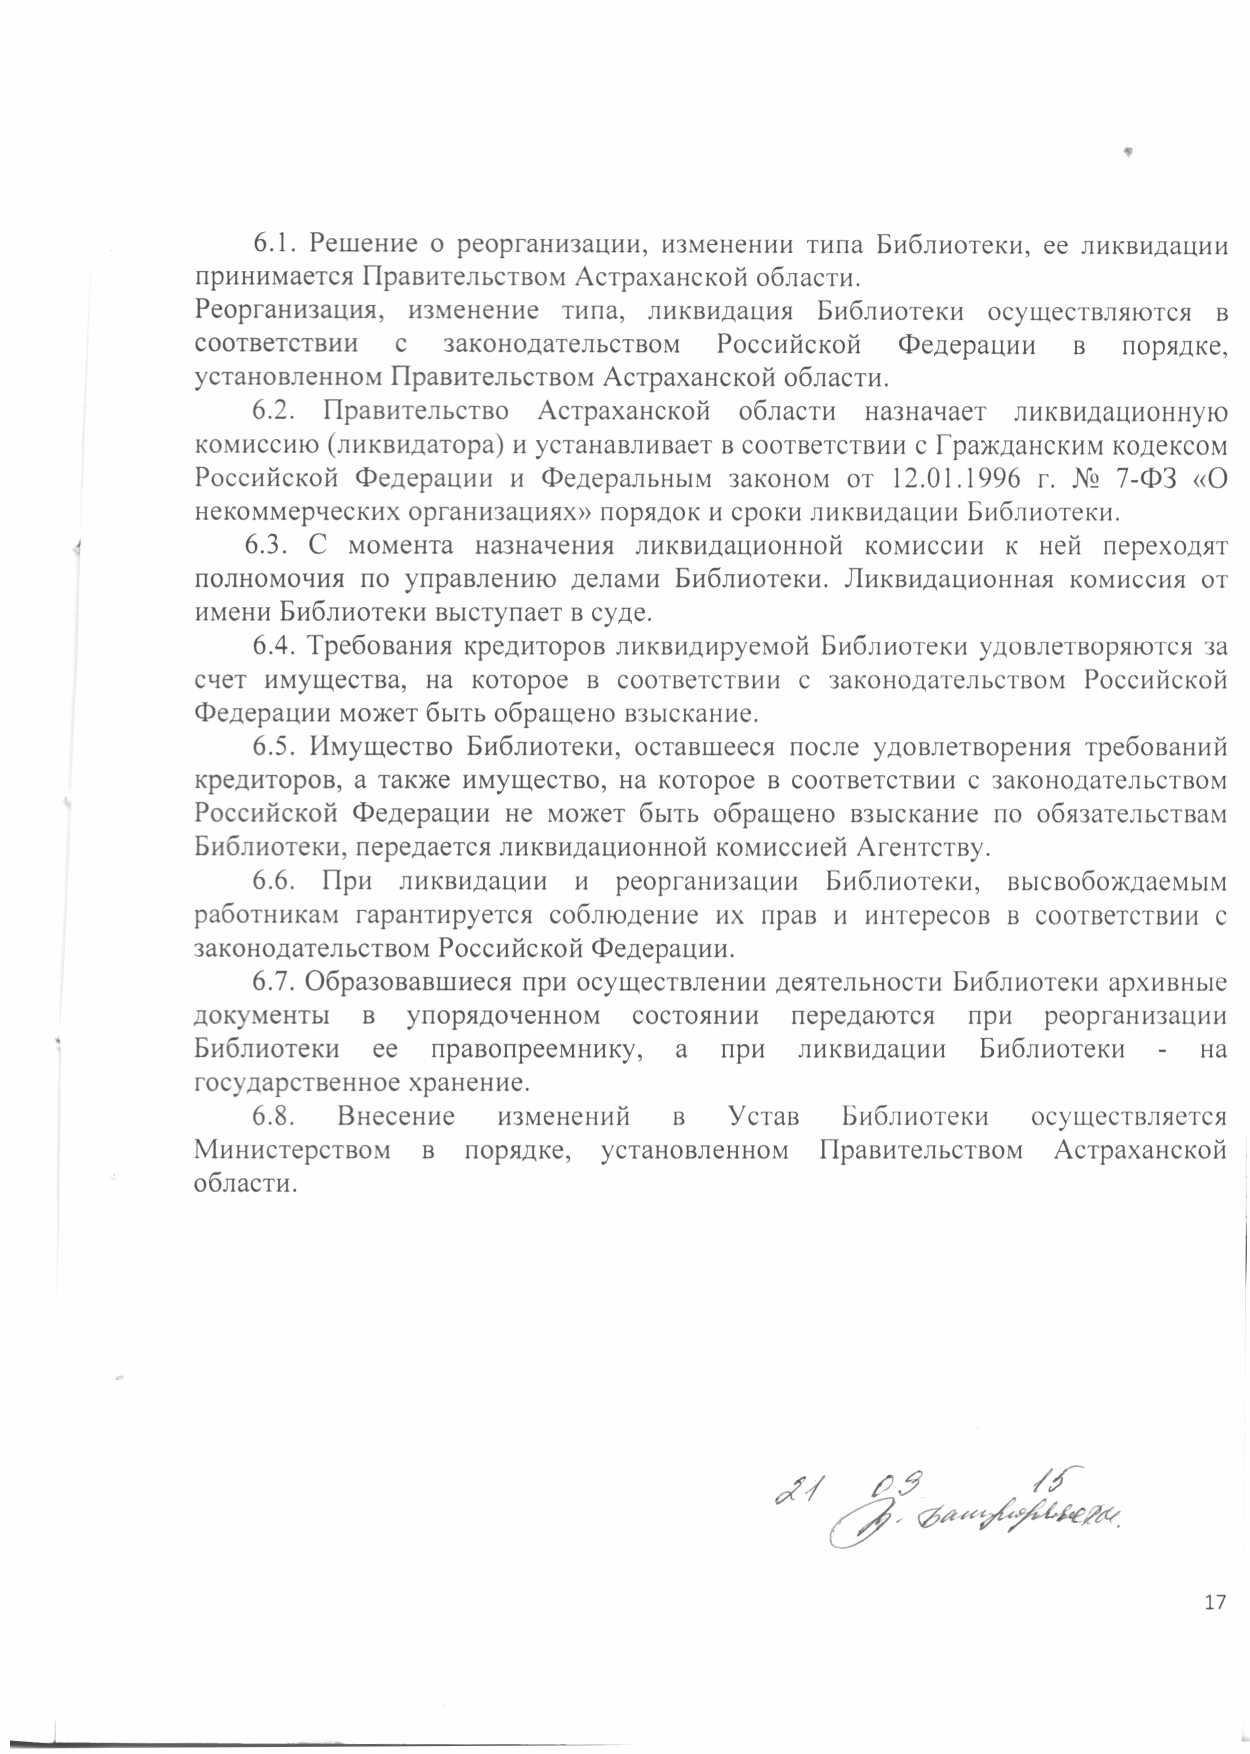 6.1. Решение о реорганизации, изменении типа Библиотеки, ее ликвидации
принимается Правительством Астраханской области.
Реорганизация, изменение типа, ликвидация Библиотеки осуществляются в
соответствии с законодательством Российской Федерации в порядке,
установленном Правительством Астраханской области.
6.2. Правительство Астраханской области назначает ликвидационную
комиссию (ликвидатора) и устанавливает в соответствии с Гражданским кодексом
Российской Федерации и Федеральным законом от 12.01.1996 г. № 7-ФЗ «О
некоммерческих организациях» порядок и сроки ликвидации Библиотеки.
6.3. С момента назначения ликвидационной комиссии к ней переходят
полномочия по управлению делами Библиотеки. Ликвидационная комиссия от
имени Библиотеки выступает в суде.
6.4. Требования кредиторов ликвидируемой Библиотеки удовлетворяются за
счет имущества, на которое в соответствии с законодательством Российской
Федерации может быть обращено взыскание.
6.5. Имущество Библиотеки, оставшееся после удовлетворения требований
кредиторов, а также имущество, на которое в соответствии с законодательством
Российской Федерации не может быть обращено взыскание по обязательствам
Библиотеки, передается ликвидационной комиссией Агентству.
6.6. При ликвидации и реорганизации Библиотеки, высвобождаемым
работникам гарантируется соблюдение их прав и интересов в соответствии с
законодательством Российской Федерации.
6.7. Образовавшиеся при осуществлении деятельности Библиотеки архивные
документы в упорядоченном состоянии передаются при реорганизации
Библиотеки ее правопреемнику, а при ликвидации Библиотеки - на
государственное хранение.
6.8. Внесение изменений в Устав Библиотеки осуществляется
Министерством в порядке, установленном Правительством Астраханской
области.
21 09 15
17